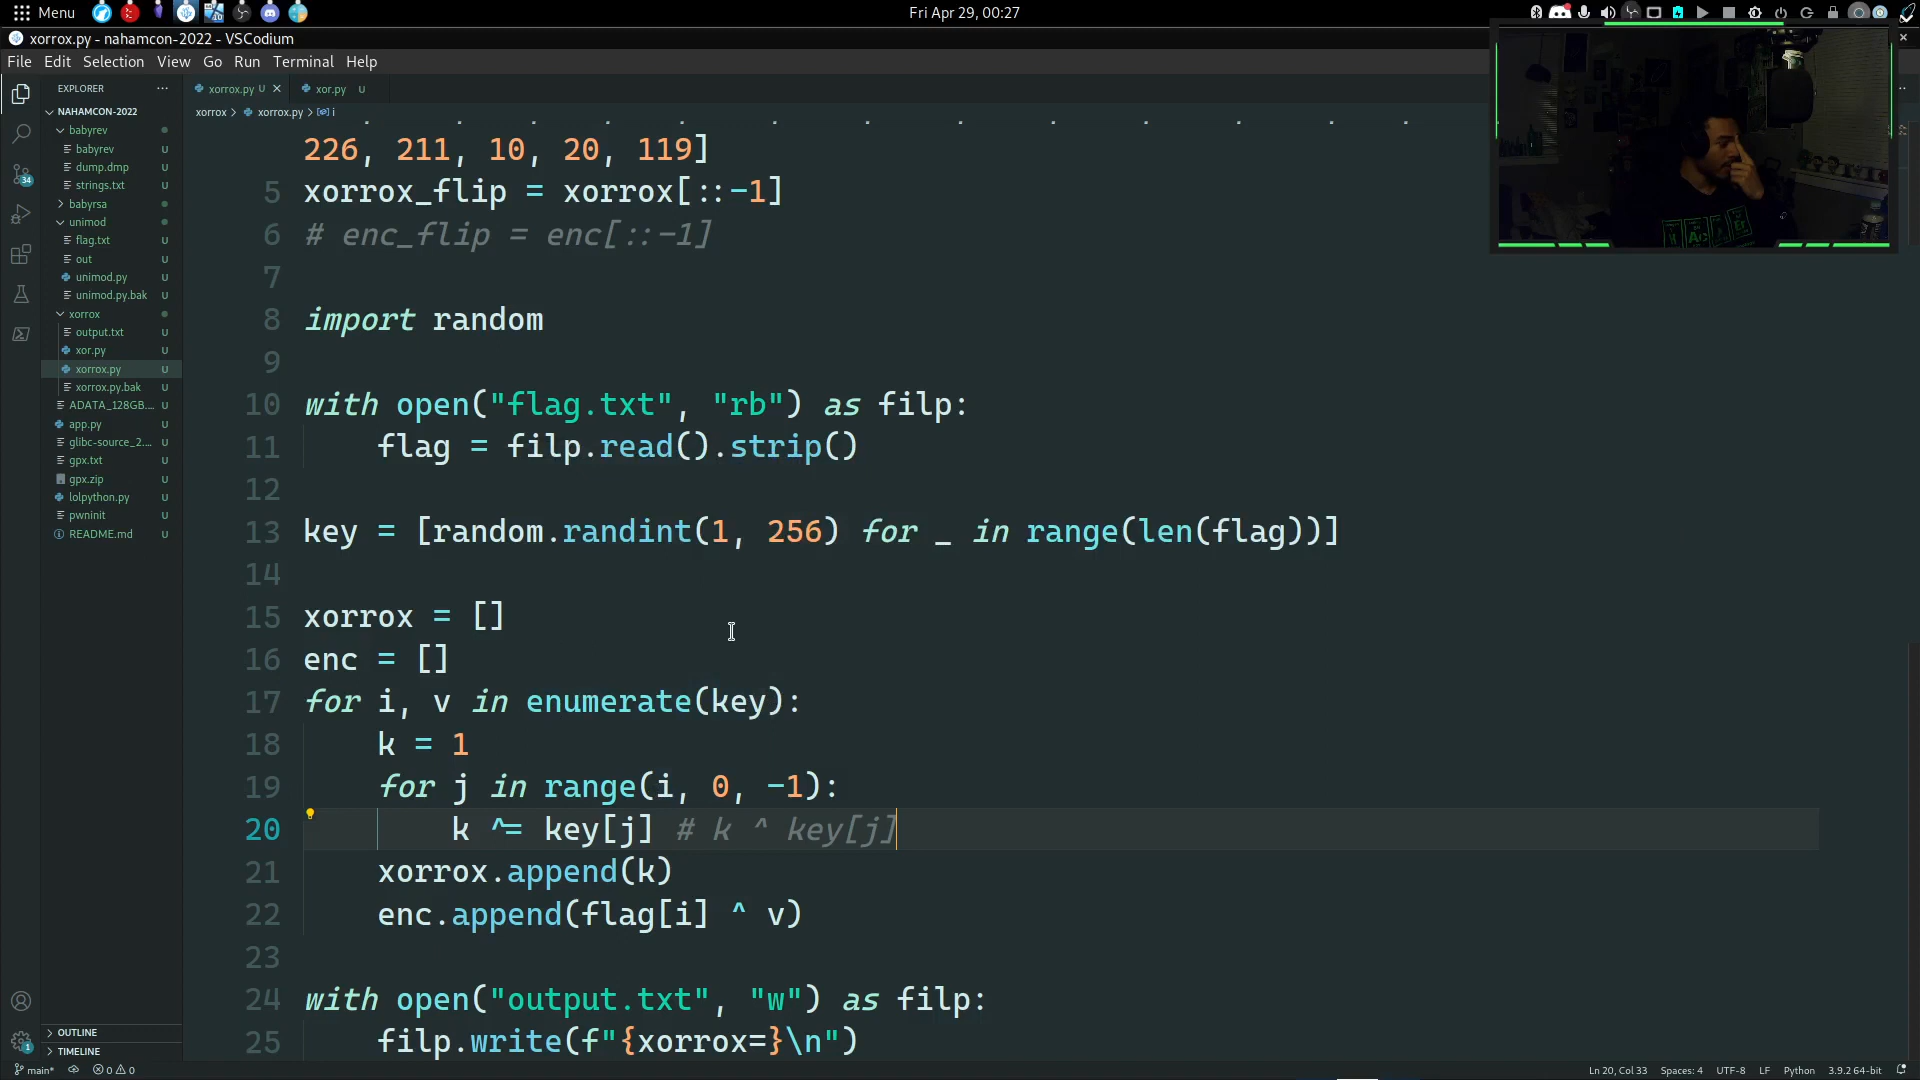 Menu
Fri Apr 29, 00:27
xorrox.py - nahamcon-2022 - VSCodium
File Edit Selection View Go Run Terminal Help
EXPLORER
xorrox.py U
xor.py U
NAHAMCON-2022
xorrox > xorrox.py > i
babyrev
babyrev U
dump.dmp U
strings.txt U
babyrsa
unimod
flag.txt U
out U
unimod.py U
unimod.py.bak U
xorrox
output.txt U
xor.py U
xorrox.py U
xorrox.py.bak U
ADATA_128GB... U
app.py U
glibc-source_2.... U
gpx.txt U
gpx.zip U
lolpython.py U
pwninit U
README.md U
34
226, 211, 10, 20, 119]
5 xorrox_flip = xorrox[::-1]
6 # enc_flip = enc[::-1]
7
8 import random
9
10 with open("flag.txt", "rb") as filp:
11 flag = filp.read().strip()
12
13 key = [random.randint(1, 256) for _ in range(len(flag))]
14
15 xorrox = []
16 enc = []
17 for i, v in enumerate(key):
18 k = 1
19 for j in range(i, 0, -1):
20 k ^= key[j] # k ^ key[j]
21 xorrox.append(k)
22 enc.append(flag[i] ^ v)
23
24 with open("output.txt", "w") as filp:
25 filp.write(f"{xorrox=}\n")
OUTLINE
TIMELINE
1
main*
0 0
Ln 20, Col 33
Spaces: 4
UTF-8
LF
Python
3.9.2 64-bit